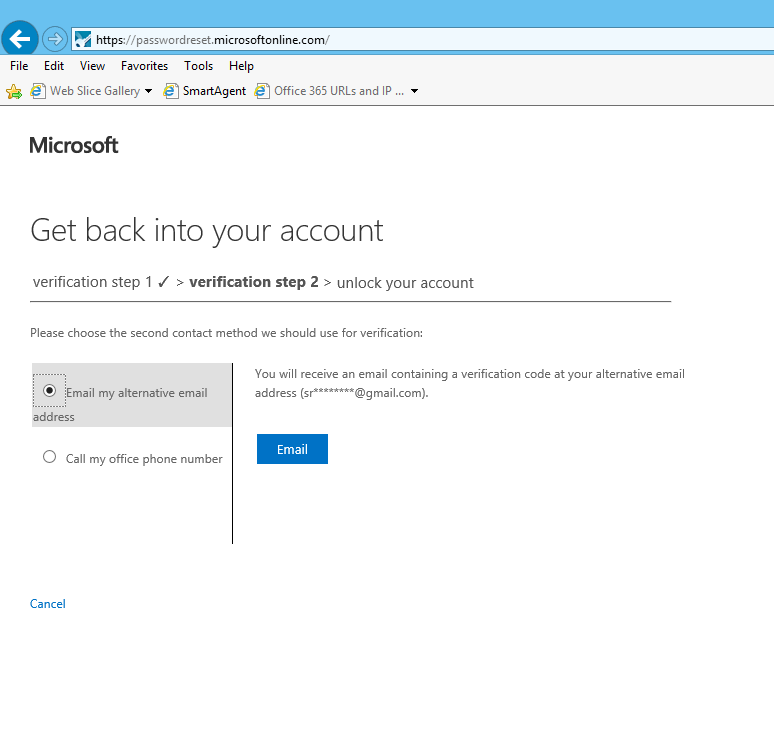 https://passwordreset.microsoftonline.com/
File Edit View Favorites Tools Help
Web Slice Gallery SmartAgent Office 365 URLs and IP ...
Microsoft
Get back into your account
verification step 1 ✓ > verification step 2 > unlock your account
Please choose the second contact method we should use for verification:
Email my alternative email
address
Call my office phone number
You will receive an email containing a verification code at your alternative email
address (sr********@gmail.com).
Email
Cancel